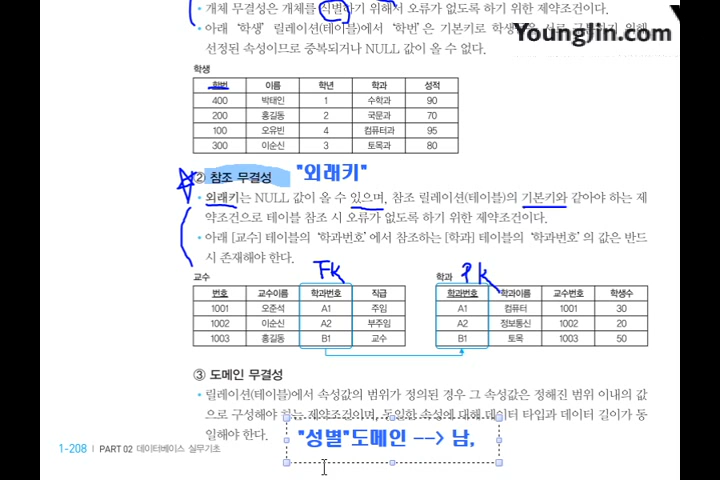 • 개체 무결성은 개체를 식별하기 위해서 오류가 없도록 하기 위한 제약조건이다.
• 아래 ‘학생’ 릴레이션(테이블)에서 ‘학번’은 기본키로 학생
선정된 속성이므로 중복되거나 NULL 값이 올 수 없다.
YoungJin.com
학생
학번 이름 학년 학과 성적
400 박태인 1 수학과 90
200 홍길동 2 국문과 70
100 오유빈 4 컴퓨터과 95
300 이순신 3 토목과 80
② 참조 무결성 "외래키"
• 외래키는 NULL 값이 올 수 있으며, 참조 릴레이션(테이블)의 기본키와 같아야 하는 제
약조건으로 테이블 참조 시 오류가 없도록 하기 위한 제약조건이다.
• 아래 [교수] 테이블의 ‘학과번호’에서 참조하는 [학과] 테이블의 ‘학과번호’의 값은 반드
시 존재해야 한다.
FK PK
교수 학과
번호 교수이름 학과번호 직급 학과번호 학과이름 교수번호 학생수
1001 오준석 A1 주임 A1 컴퓨터 1001 30
1002 이순신 A2 부주임 A2 정보통신 1002 20
1003 홍길동 B1 교수 B1 토목 1003 50
③ 도메인 무결성
• 릴레이션(테이블)에서 속성값의 범위가 정의된 경우 그 속성값은 정해진 범위 이내의 값
으로 구성해야 하는 제약조건이며, 동일한 속성에 대해 데이터 타입과 데이터 길이가 동
일해야 한다.
"성별"도메인 --> 남,
1-208 PART 02 데이터베이스 실무기초